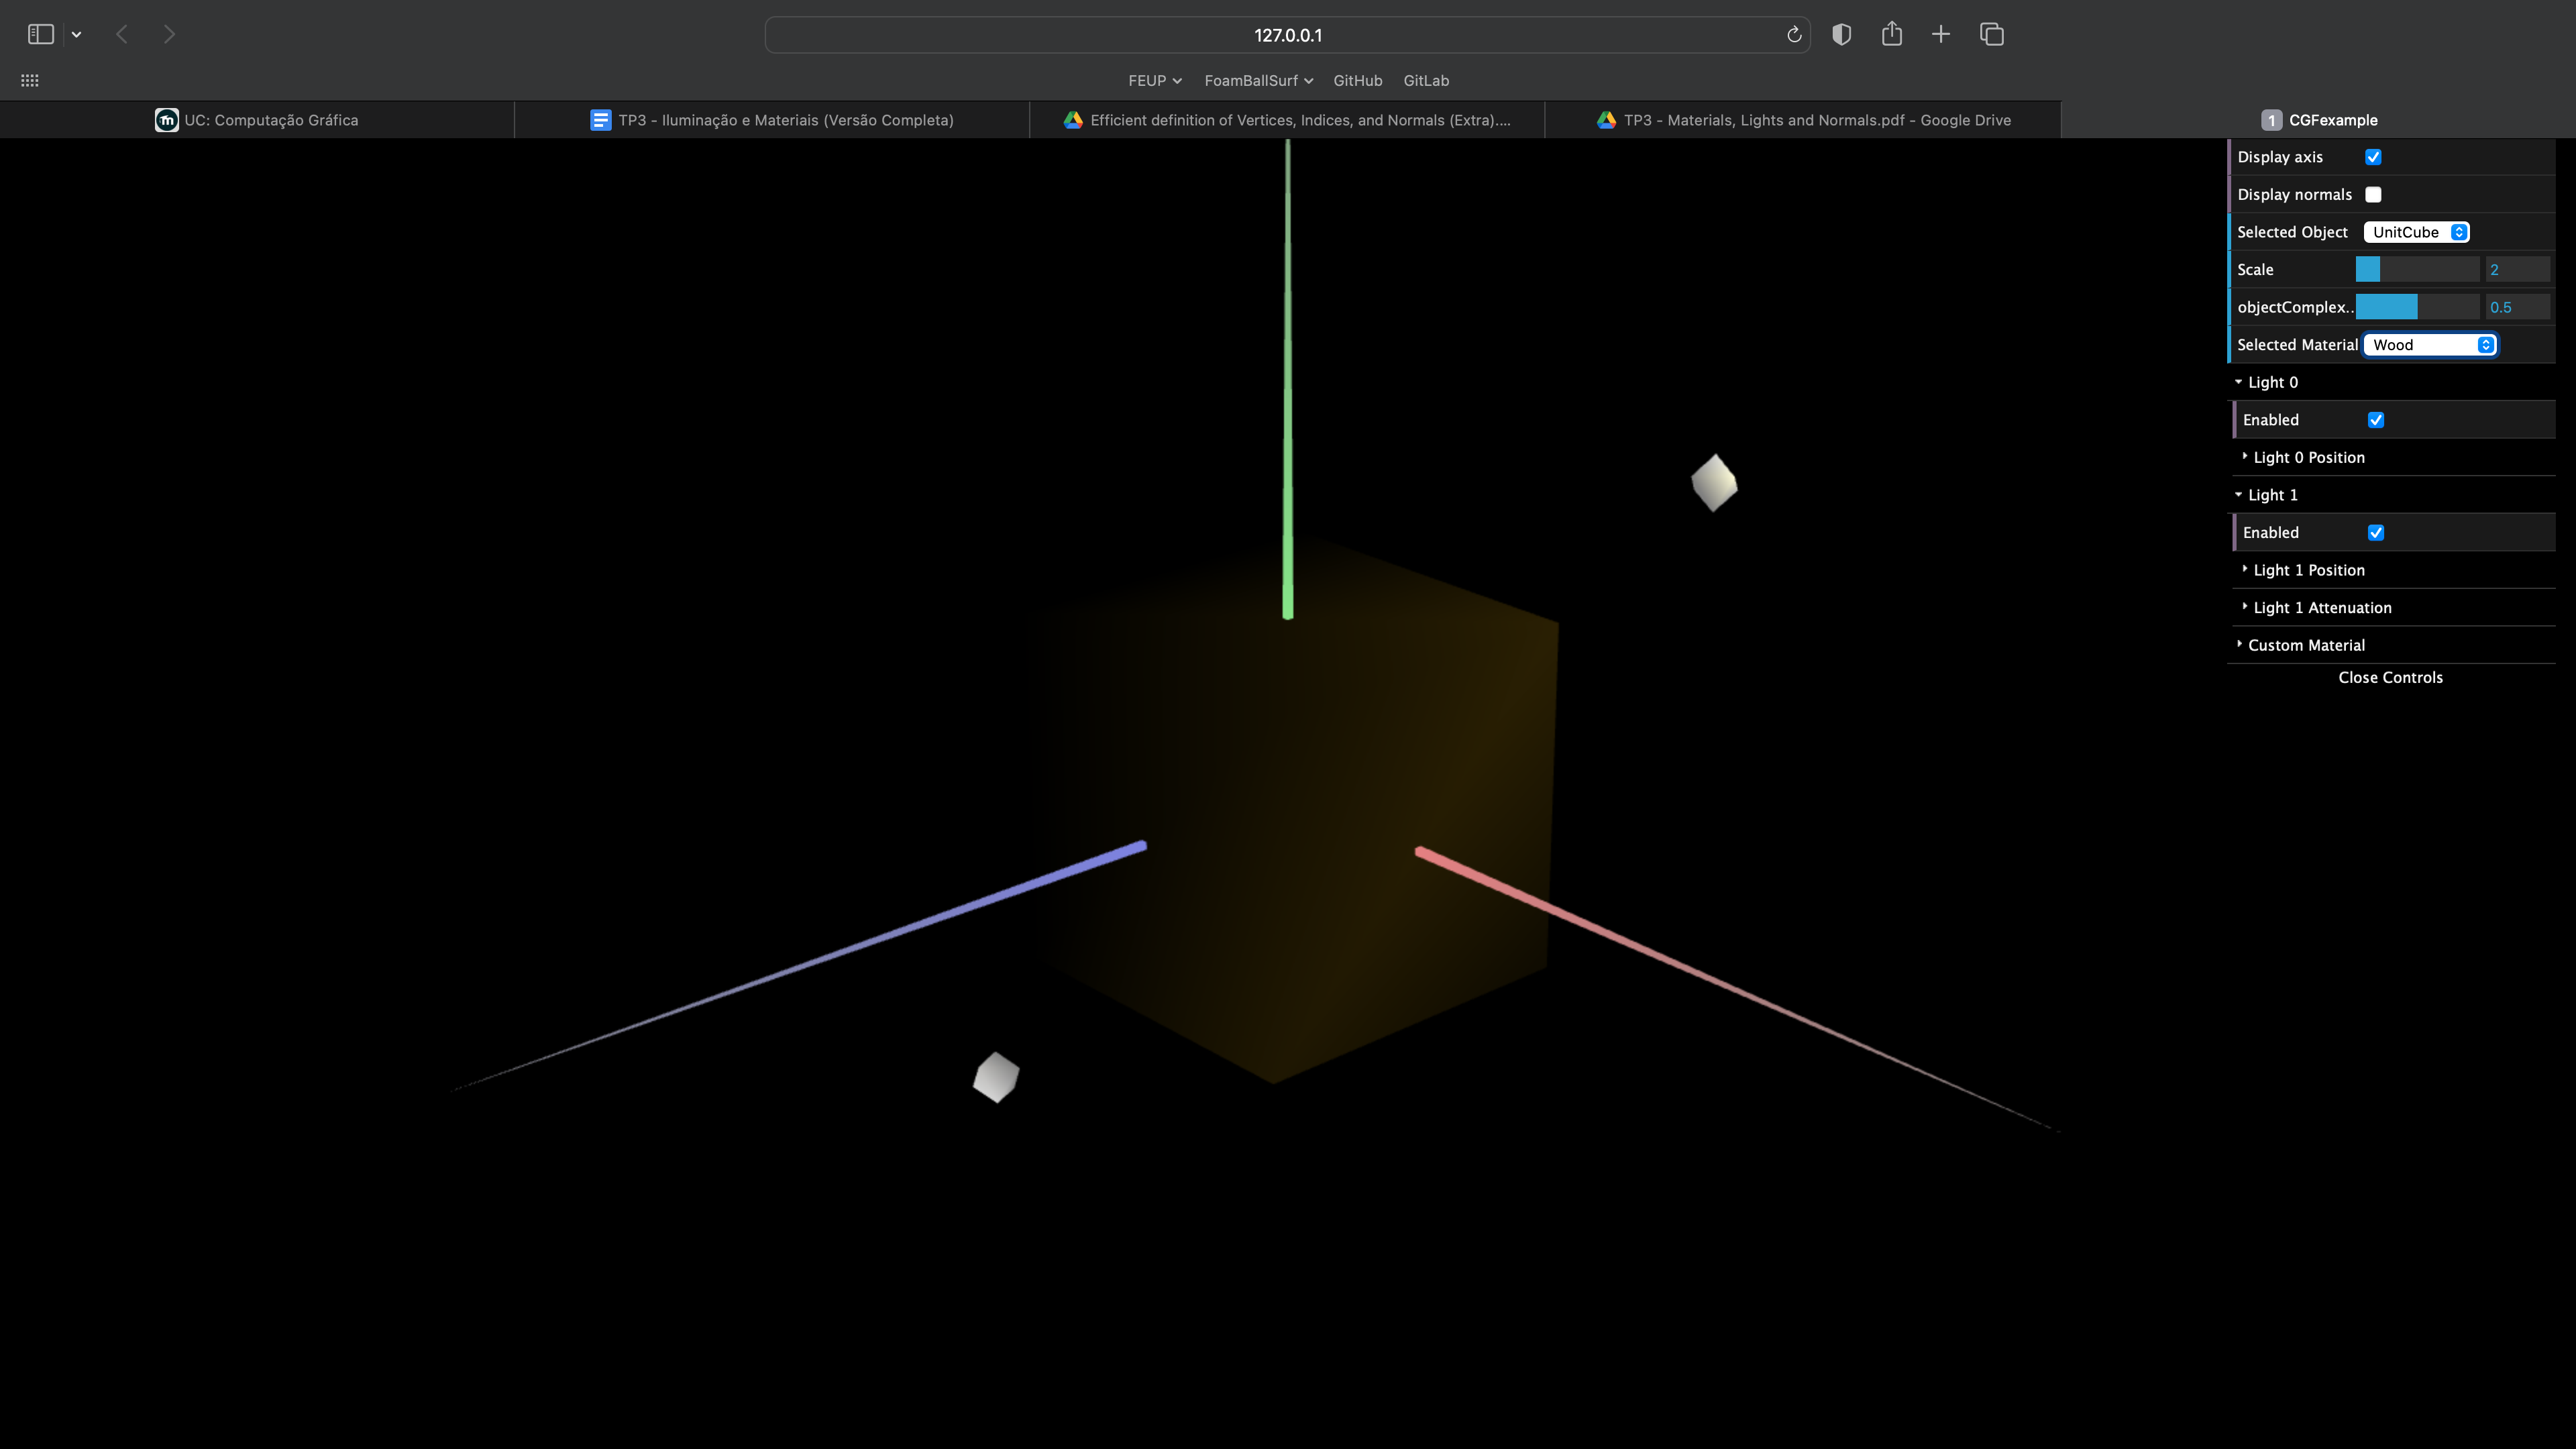 127.0.0.1
FEUP FoamBallSurf GitHub GitLab
UC: Computação Gráfica
TP3 - Iluminação e Materiais (Versão Completa)
Efficient definition of Vertices, Indices, and Normals (Extra)....
TP3 - Materials, Lights and Normals.pdf - Google Drive
1 CGFexample
Display axis
Display normals
Selected Object UnitCube
Scale 2
objectComplex.. 0.5
Selected Material Wood
Light 0
Enabled
Light 0 Position
Light 1
Enabled
Light 1 Position
Light 1 Attenuation
Custom Material
Close Controls